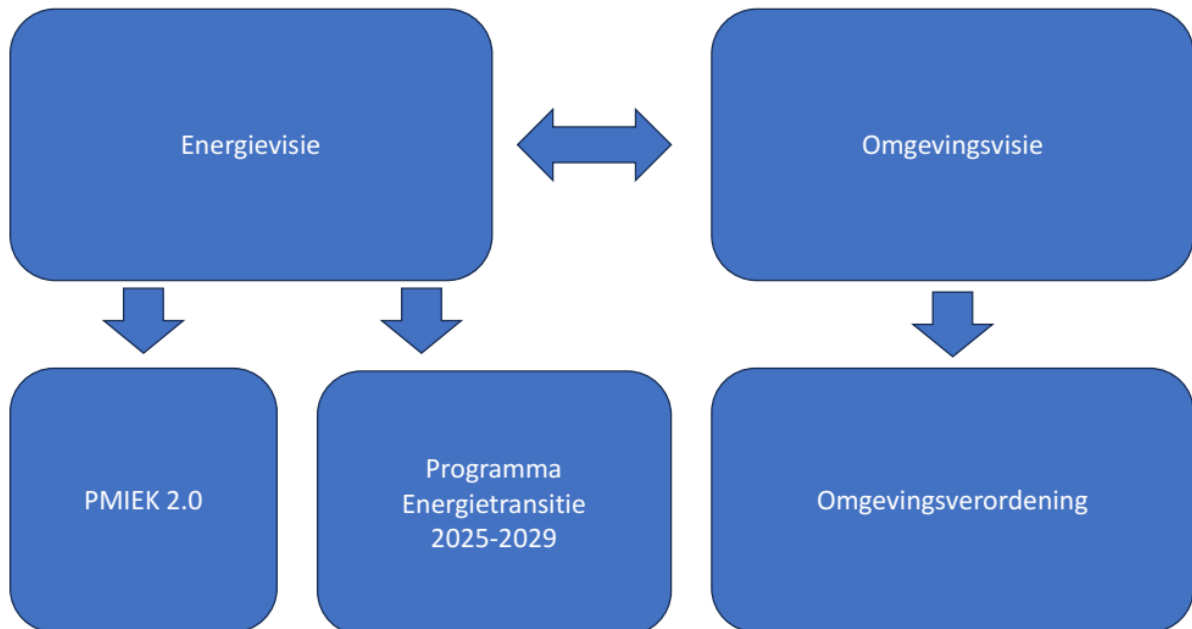 Energievisie
Omgevingsvisie
PMIEK 2.0
Programma
Energietransitie
2025-2029
Omgevingsverordening